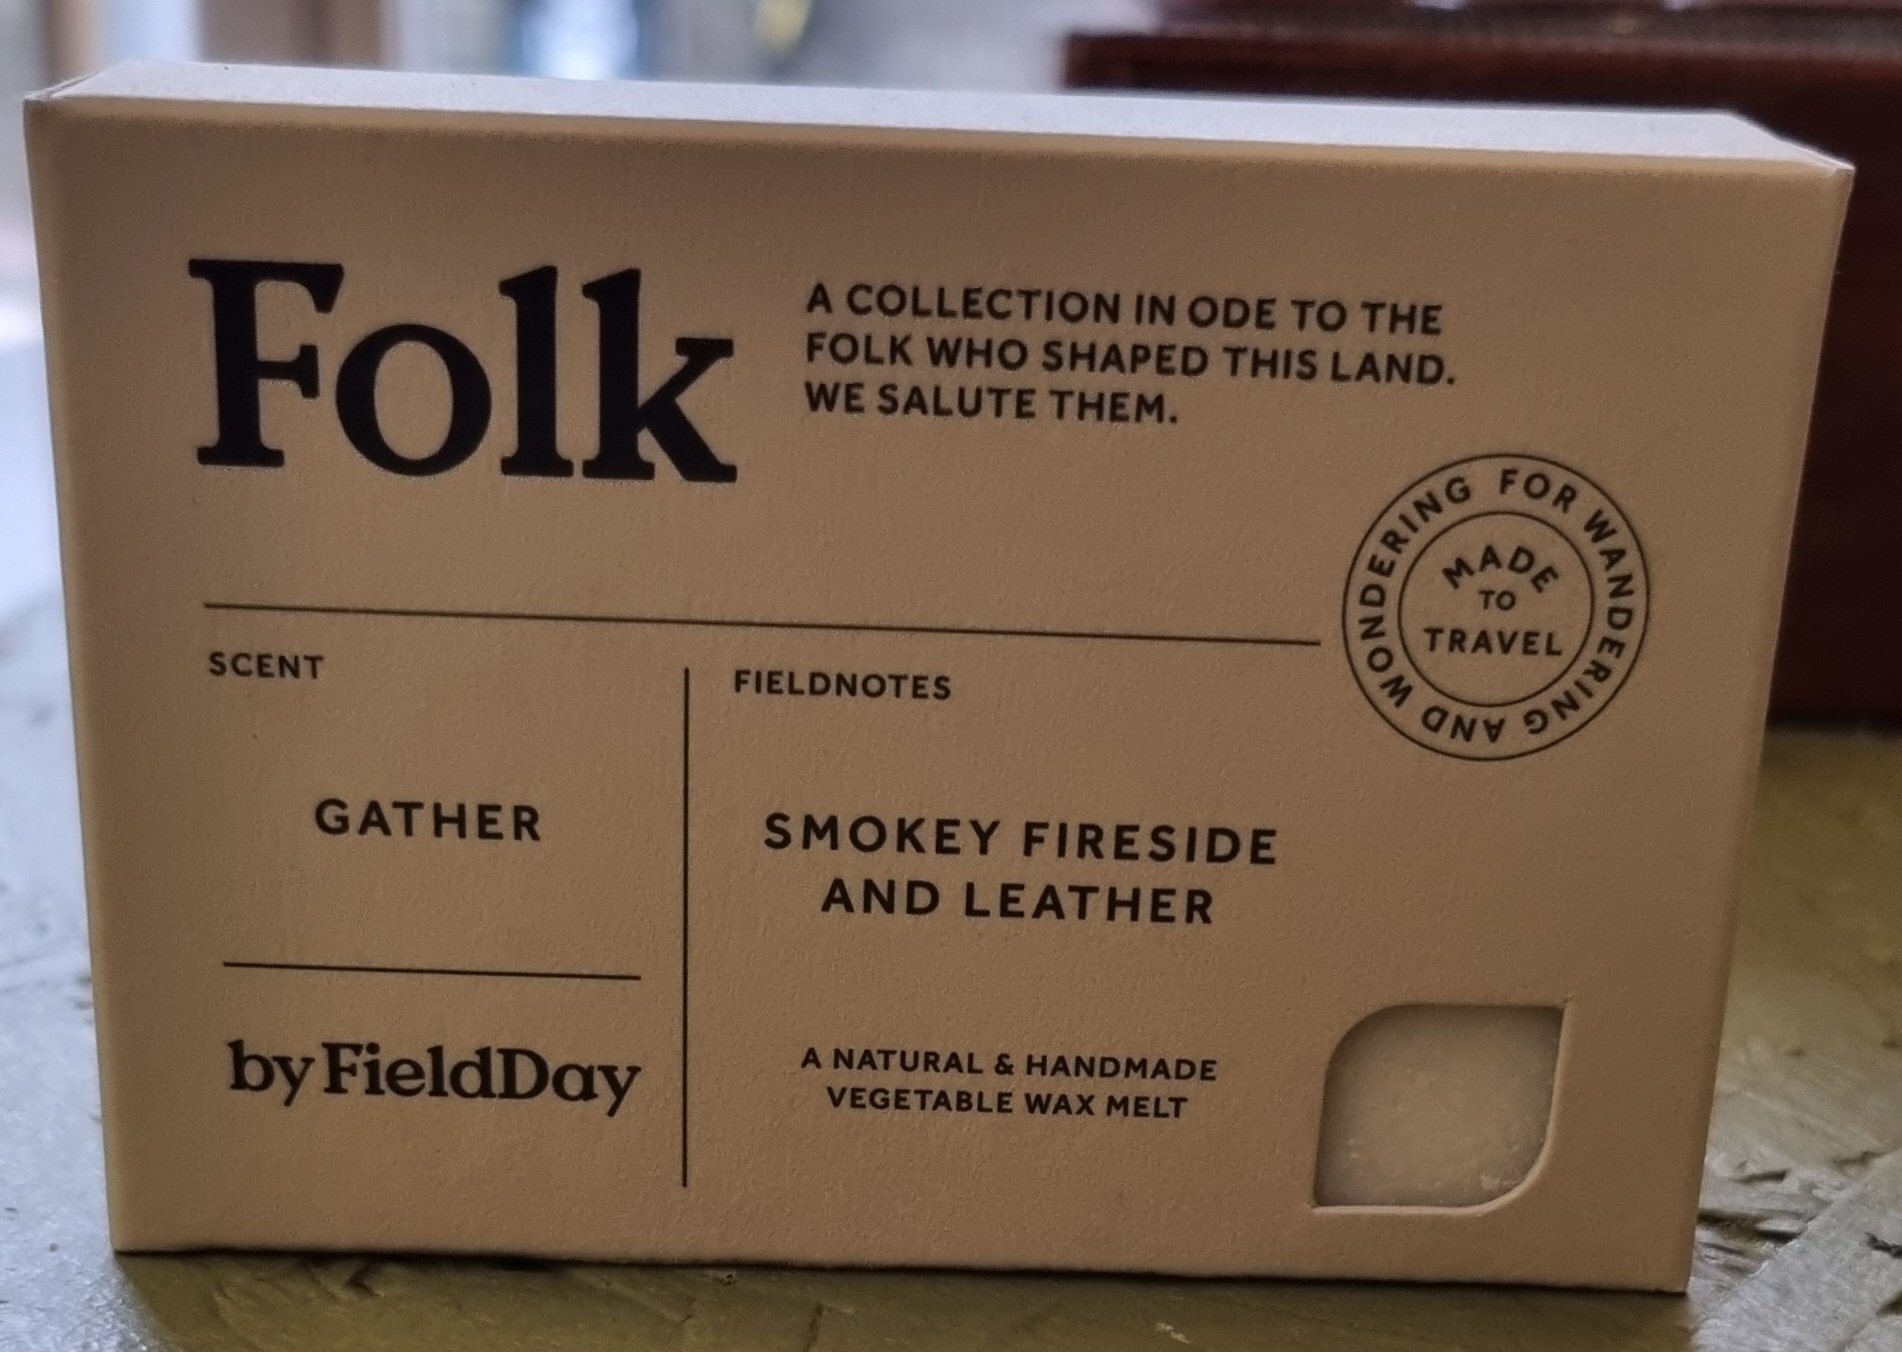 Folk
A COLLECTION IN ODE TO THE
FOLK WHO SHAPED THIS LAND.
WE SALUTE THEM.
FOR WANDERING AND WONDERING
MADE
TO
TRAVEL
SCENT
GATHER
by FieldDay
FIELDNOTES
SMOKEY FIRESIDE
AND LEATHER
A NATURAL & HANDMADE
VEGETABLE WAX MELT